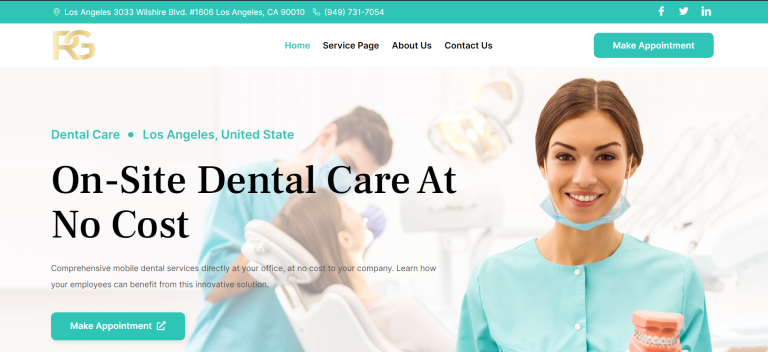 Los Angeles 3033 Wilshire Blvd. #1606 Los Angeles, CA 90010 (949) 731-7054
RG
Home Service Page About Us Contact Us Make Appointment
Dental Care • Los Angeles, United State
On-Site Dental Care At
No Cost
Comprehensive mobile dental services directly at your office, at no cost to your company. Learn how
your employees can benefit from this innovative solution.
Make Appointment